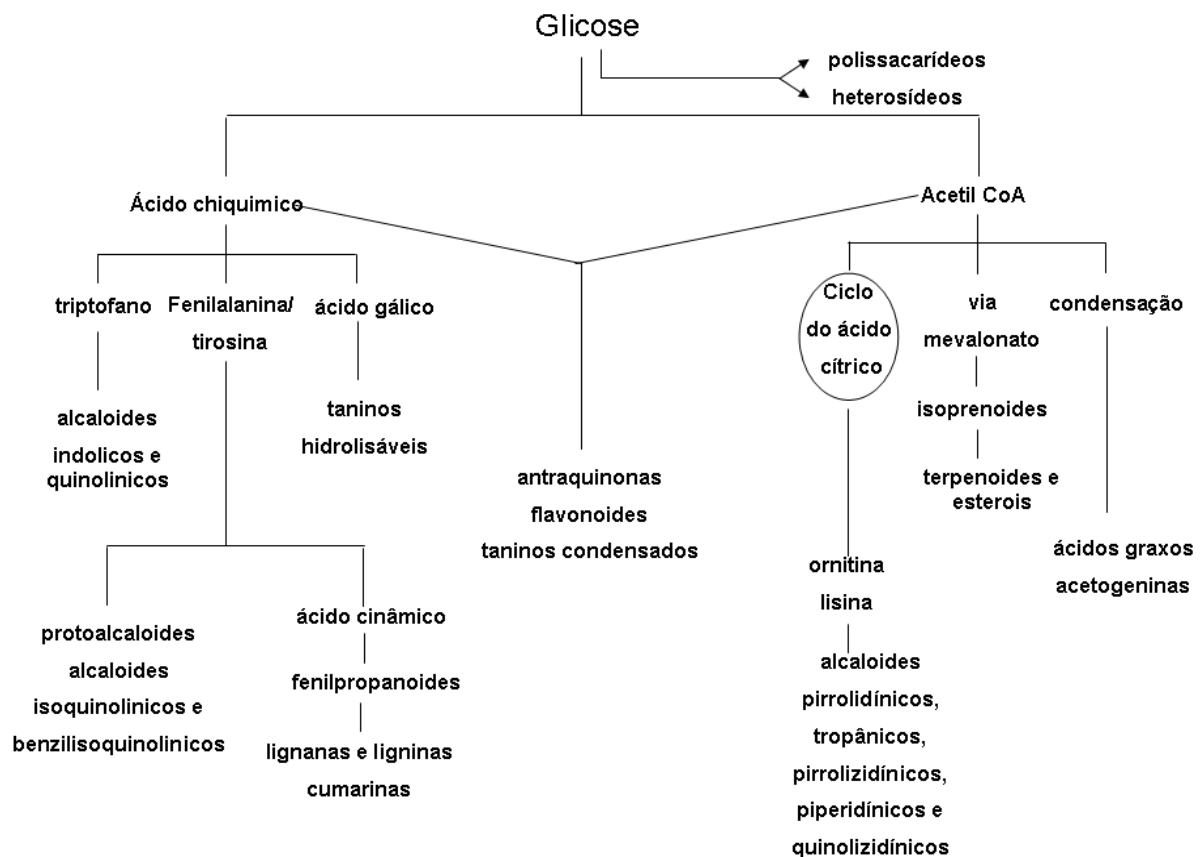 Glicose
polissacarídeos
heterosídeos
Ácido chiquimico
Acetil CoA
triptofano
Fenilalanina/
tirosina
ácido gálico
Ciclo
do ácido
cítrico
via
mevalonato
condensação
alcaloides
indolicos e
quinolinicos
taninos
hidrolisáveis
isoprenoides
terpenoides e
esterois
antraquinonas
flavonoides
taninos condensados
ácidos graxos
acetogeninas
ornitina
lisina
protoalcaloides
alcaloides
isoquinolinicos e
benzilisoquinolinicos
ácido cinâmico
fenilpropanoides
lignanas e ligninas
cumarinas
alcaloides
pirrolidínicos,
tropânicos,
pirrolizidínicos,
piperidínicos e
quinolizidínicos